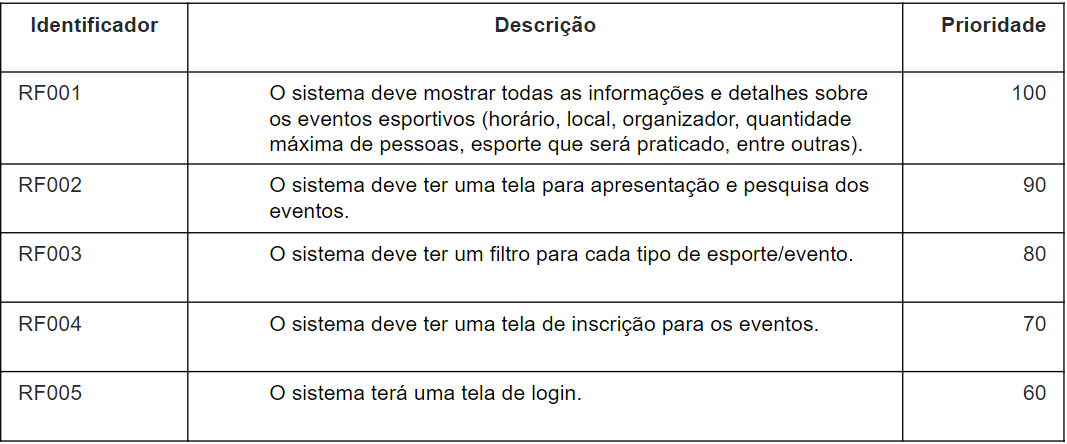 Identificador Descrição Prioridade
RF001 O sistema deve mostrar todas as informações e detalhes sobre 100
os eventos esportivos (horário, local, organizador, quantidade
máxima de pessoas, esporte que será praticado, entre outras).
RF002 O sistema deve ter uma tela para apresentação e pesquisa dos 90
eventos.
RF003 O sistema deve ter um filtro para cada tipo de esporte/evento. 80
RF004 O sistema deve ter uma tela de inscrição para os eventos. 70
RF005 O sistema terá uma tela de login. 60